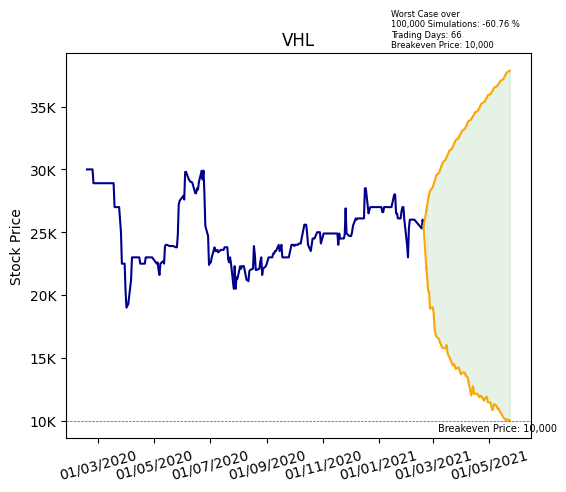 Worst Case over
100,000 Simulations: -60.76 %
Trading Days: 66
Breakeven Price: 10,000
VHL
Stock Price
35K
30K
25K
20K
15K
10K
Breakeven Price: 10,000
01/03/2020
01/05/2020
01/07/2020
01/09/2020
01/11/2020
01/01/2021
01/03/2021
01/05/2021